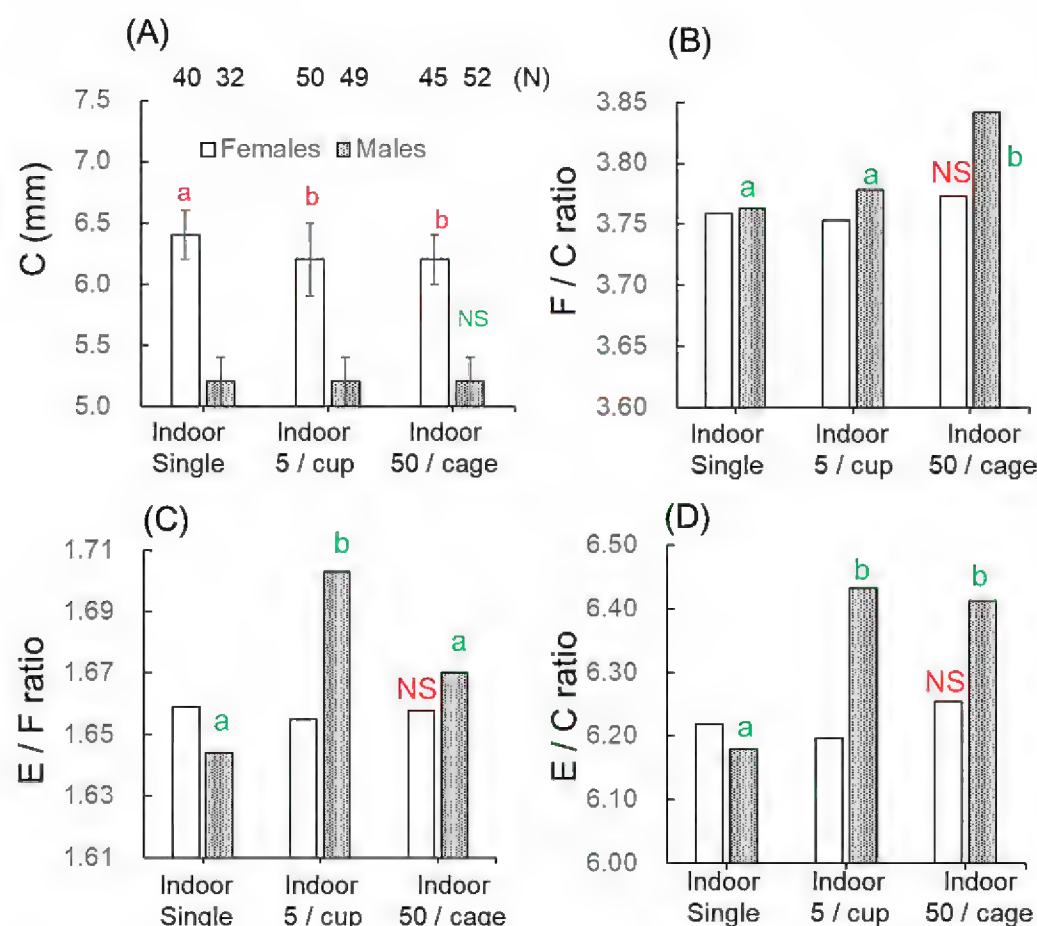 (A)
40 32 50 49 45 52 (N)
7.5
7.0
6.5
6.0
5.5
5.0
C (mm)
Females Males
a
b
b
NS
Indoor Indoor Indoor
Single 5 / cup 50 / cage
(B)
3.85
3.80
3.75
3.70
3.65
3.60
F / C ratio
a
a
NS
b
Indoor Indoor Indoor
Single 5 / cup 50 / cage
(C)
1.71
1.69
1.67
1.65
1.63
1.61
E / F ratio
a
b
NS
a
Indoor Indoor Indoor
Single 5 / cup 50 / cage
(D)
6.50
6.40
6.30
6.20
6.10
6.00
E / C ratio
a
b
NS
b
Indoor Indoor Indoor
Single 5 / cup 50 / cage